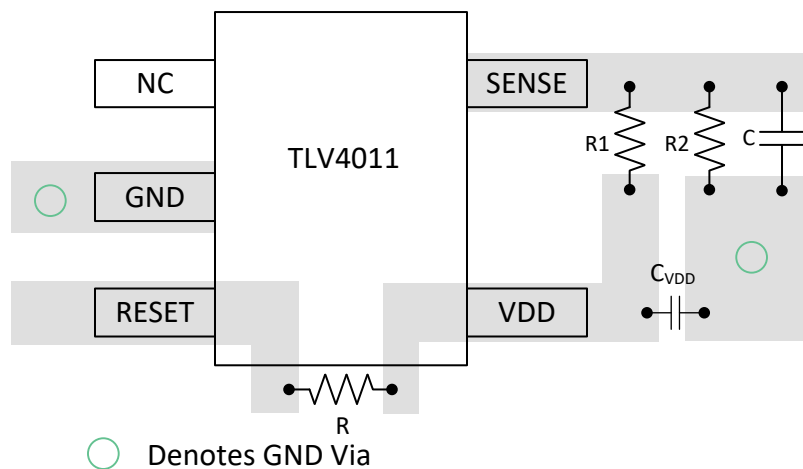 NC
SENSE
TLV4011
R1
R2
C
GND
CVDD
RESET
VDD
R
Denotes GND Via